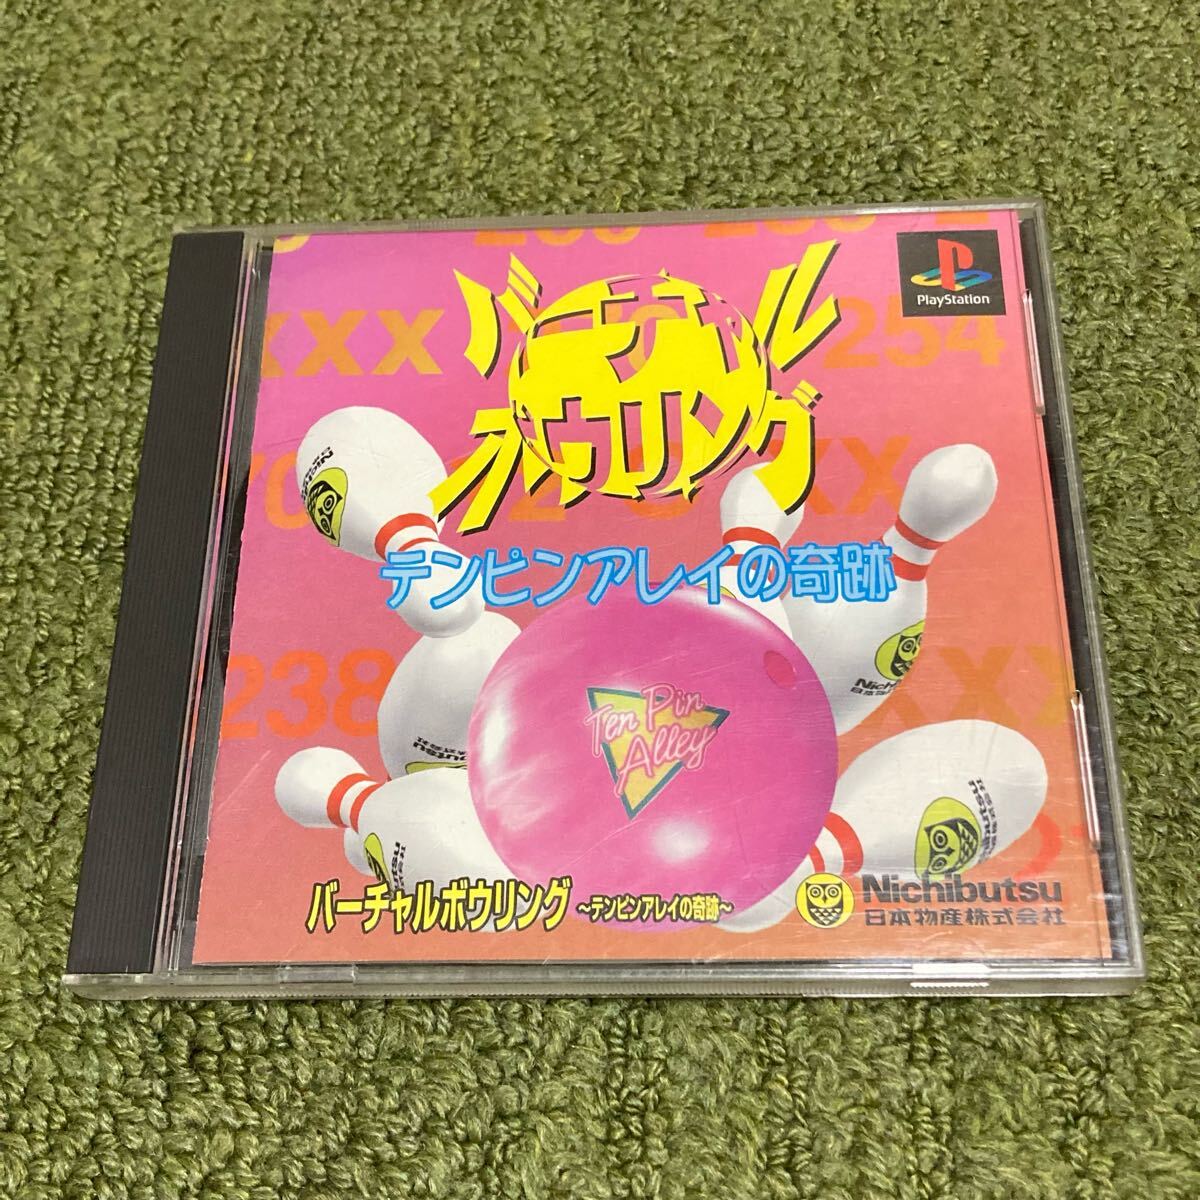 PlayStation
XXX
254
バーチャル
ボウリング
テンピンアレイの奇跡
238
Ten Pin
Alley
バーチャルボウリング ～テンピンアレイの奇跡～
Nichibutsu
日本物産株式会社